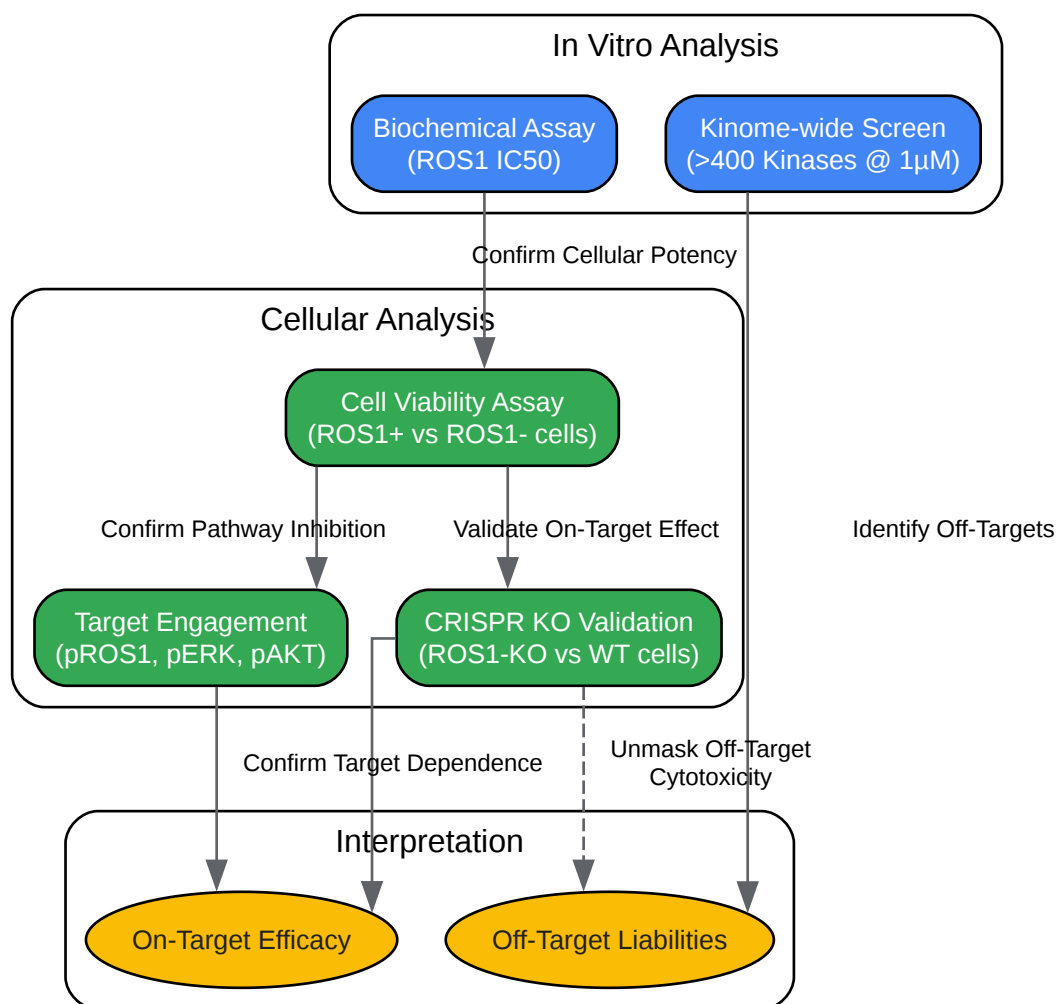 In Vitro Analysis
Biochemical Assay
(ROS1 IC50)
Kinome-wide Screen
(>400 Kinases @ 1µM)
Confirm Cellular Potency
Cellular Analysis
Cell Viability Assay
(ROS1+ vs ROS1- cells)
Confirm Pathway Inhibition
Validate On-Target Effect
Identify Off-Targets
Target Engagement
(pROS1, pERK, pAKT)
CRISPR KO Validation
(ROS1-KO vs WT cells)
Confirm Target Dependence
Unmask Off-Target
Cytotoxicity
Interpretation
On-Target Efficacy
Off-Target Liabilities